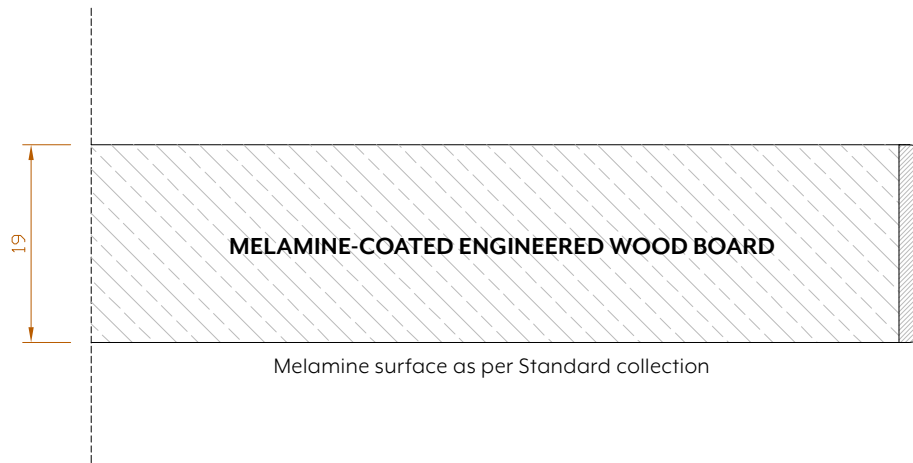 19
MELAMINE-COATED ENGINEERED WOOD BOARD
Melamine surface as per Standard collection